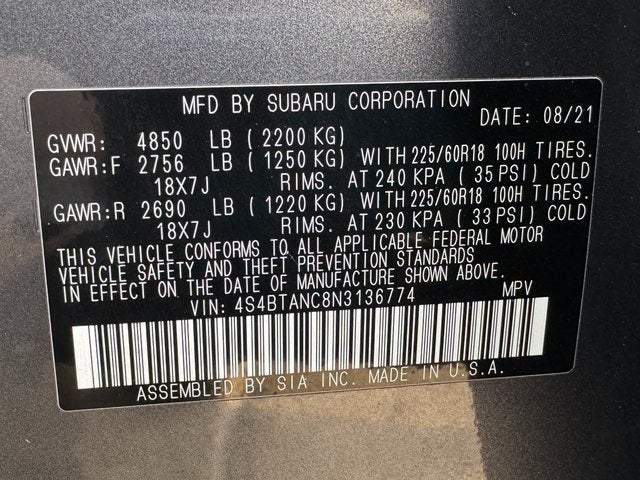 MFD BY SUBARU CORPORATION
DATE: 08/21
GVWR: 4850 LB (2200 KG)
GAWR:F 2756 LB (1250 KG) WITH 225/60R18 100H TIRES.
18X7J RIMS. AT 240 KPA (35 PSI) COLD
GAWR:R 2690 LB (1220 KG) WITH 225/60R18 100H TIRES.
18X7J RIMS. AT 230 KPA (33 PSI) COLD
THIS VEHICLE CONFORMS TO ALL APPLICABLE FEDERAL MOTOR
VEHICLE SAFETY AND THEFT PREVENTION STANDARDS
IN EFFECT ON THE DATE OF MANUFACTURE SHOWN ABOVE.
VIN: 4S4BTANC8N3136774 MPV
ASSEMBLED BY SIA INC. MADE IN U.S.A.